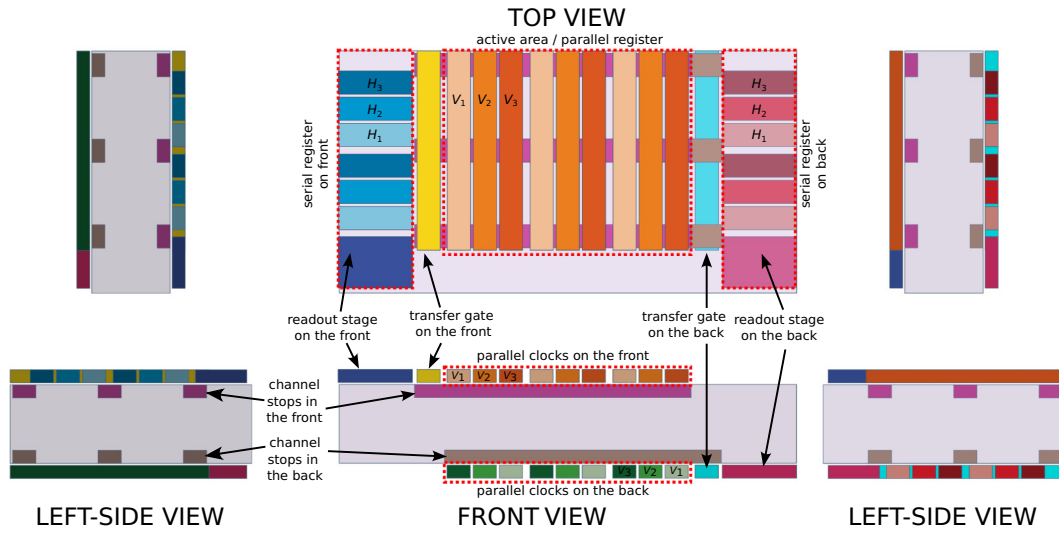 TOP VIEW
active area / parallel register
serial register
on front
H3
H2
H1
V1
V2
V3
H3
H2
H1
serial register
on back
readout stage
on the front
transfer gate
on the front
transfer gate
on the back
readout stage
on the back
parallel clocks on the front
V1
V2
V3
channel
stops in
the front
channel
stops in
the back
V3
V2
V1
parallel clocks on the back
LEFT-SIDE VIEW
FRONT VIEW
LEFT-SIDE VIEW